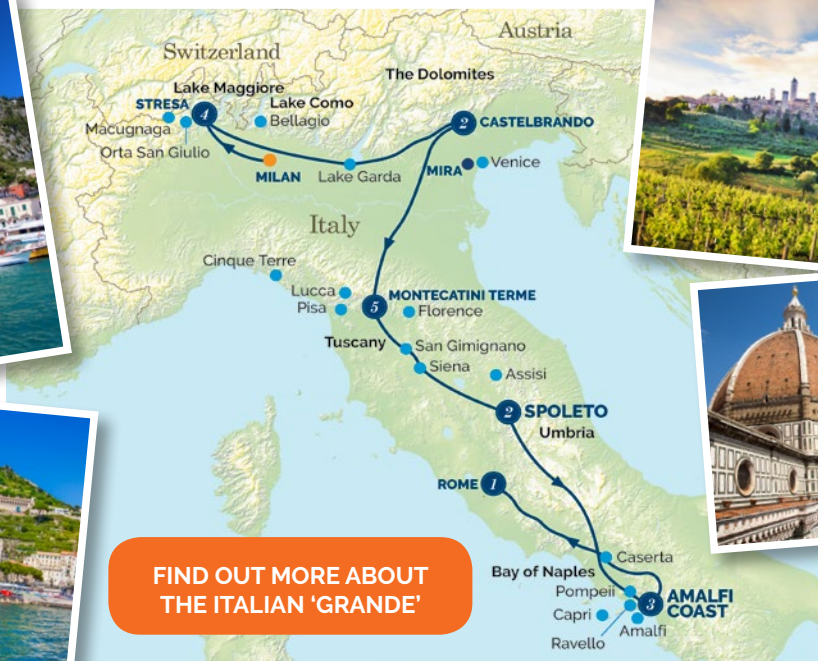 Austria
Switzerland
The Dolomites
Lake Maggiore
STRESA
4
Lake Como
Bellagio
Macugnaga
Orta San Giulio
2
CASTELBRANDO
MILAN
Lake Garda
MIRA
Venice
Italy
Cinque Terre
Lucca
Pisa
5
MONTECATINI TERME
Florence
Tuscany
San Gimignano
Siena
Assisi
2
SPOLETO
Umbria
ROME
1
Caserta
Bay of Naples
Pompeii
3
AMALFI
COAST
Capri
Amalfi
Ravello
FIND OUT MORE ABOUT
THE ITALIAN ‘GRANDE’